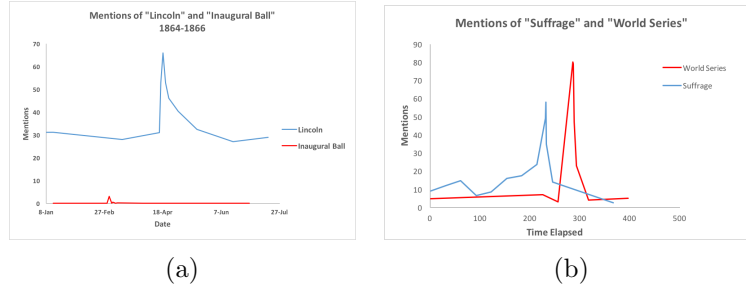 Mentions of "Lincoln" and "Inaugural Ball"
1864-1866
70
60
50
40
30
20
10
0
Mentions
8-Jan 27-Feb 18-Apr 7-Jun 27-Jul
Date
Lincoln
Inaugural Ball
(a)
Mentions of "Suffrage" and "World Series"
90
80
70
60
50
40
30
20
10
0
Mentions
0 100 200 300 400 500
Time Elapsed
World Series
Suffrage
(b)